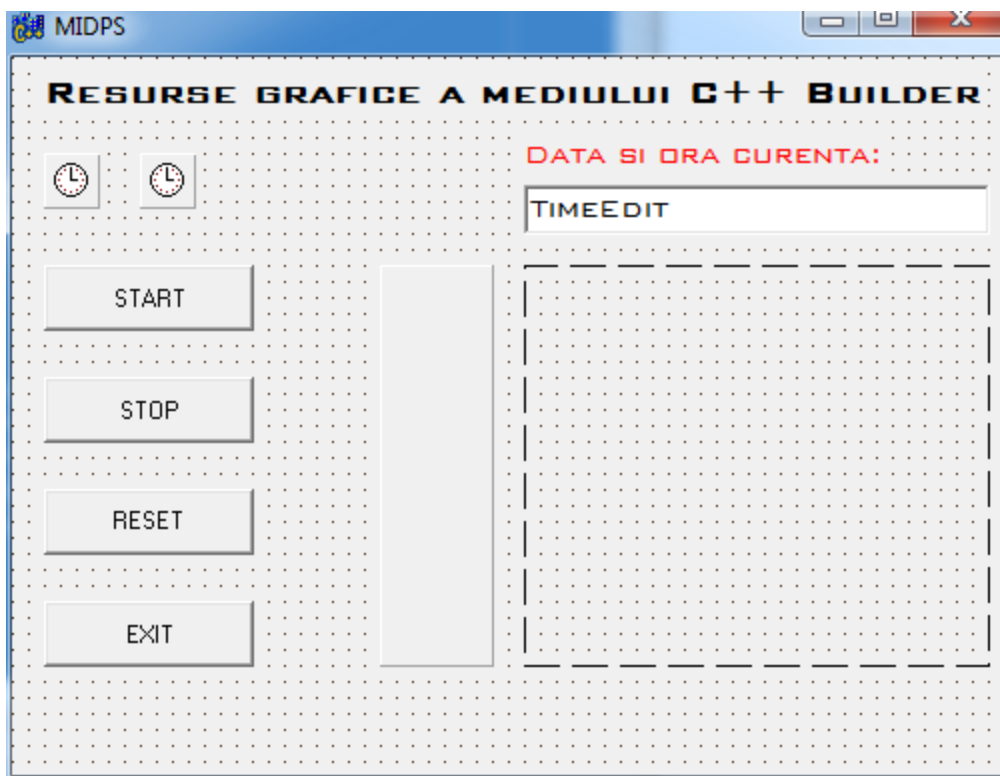 MIDPS
Resurse grafice a mediului C++ Builder
Data si ora curenta:
TimeEdit
START
STOP
RESET
EXIT